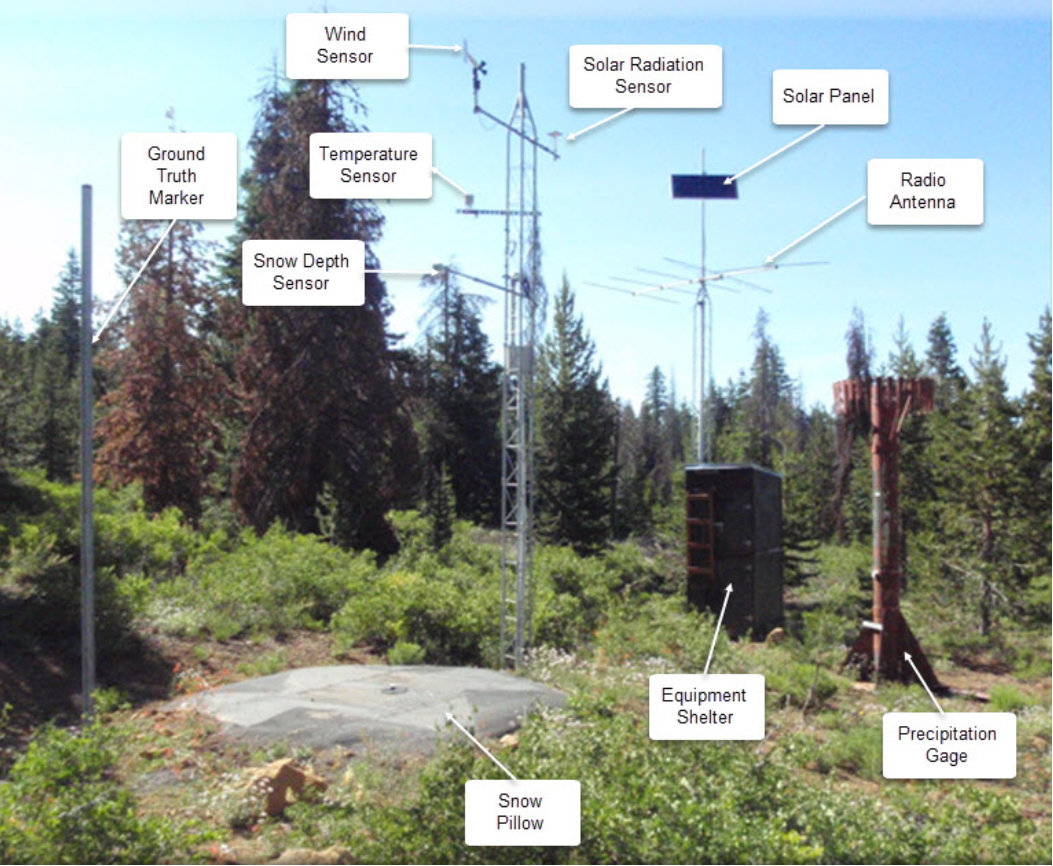 Wind
Sensor
Solar Radiation
Sensor
Solar Panel
Ground
Truth
Marker
Temperature
Sensor
Radio
Antenna
Snow Depth
Sensor
Equipment
Shelter
Precipitation
Gage
Snow
Pillow